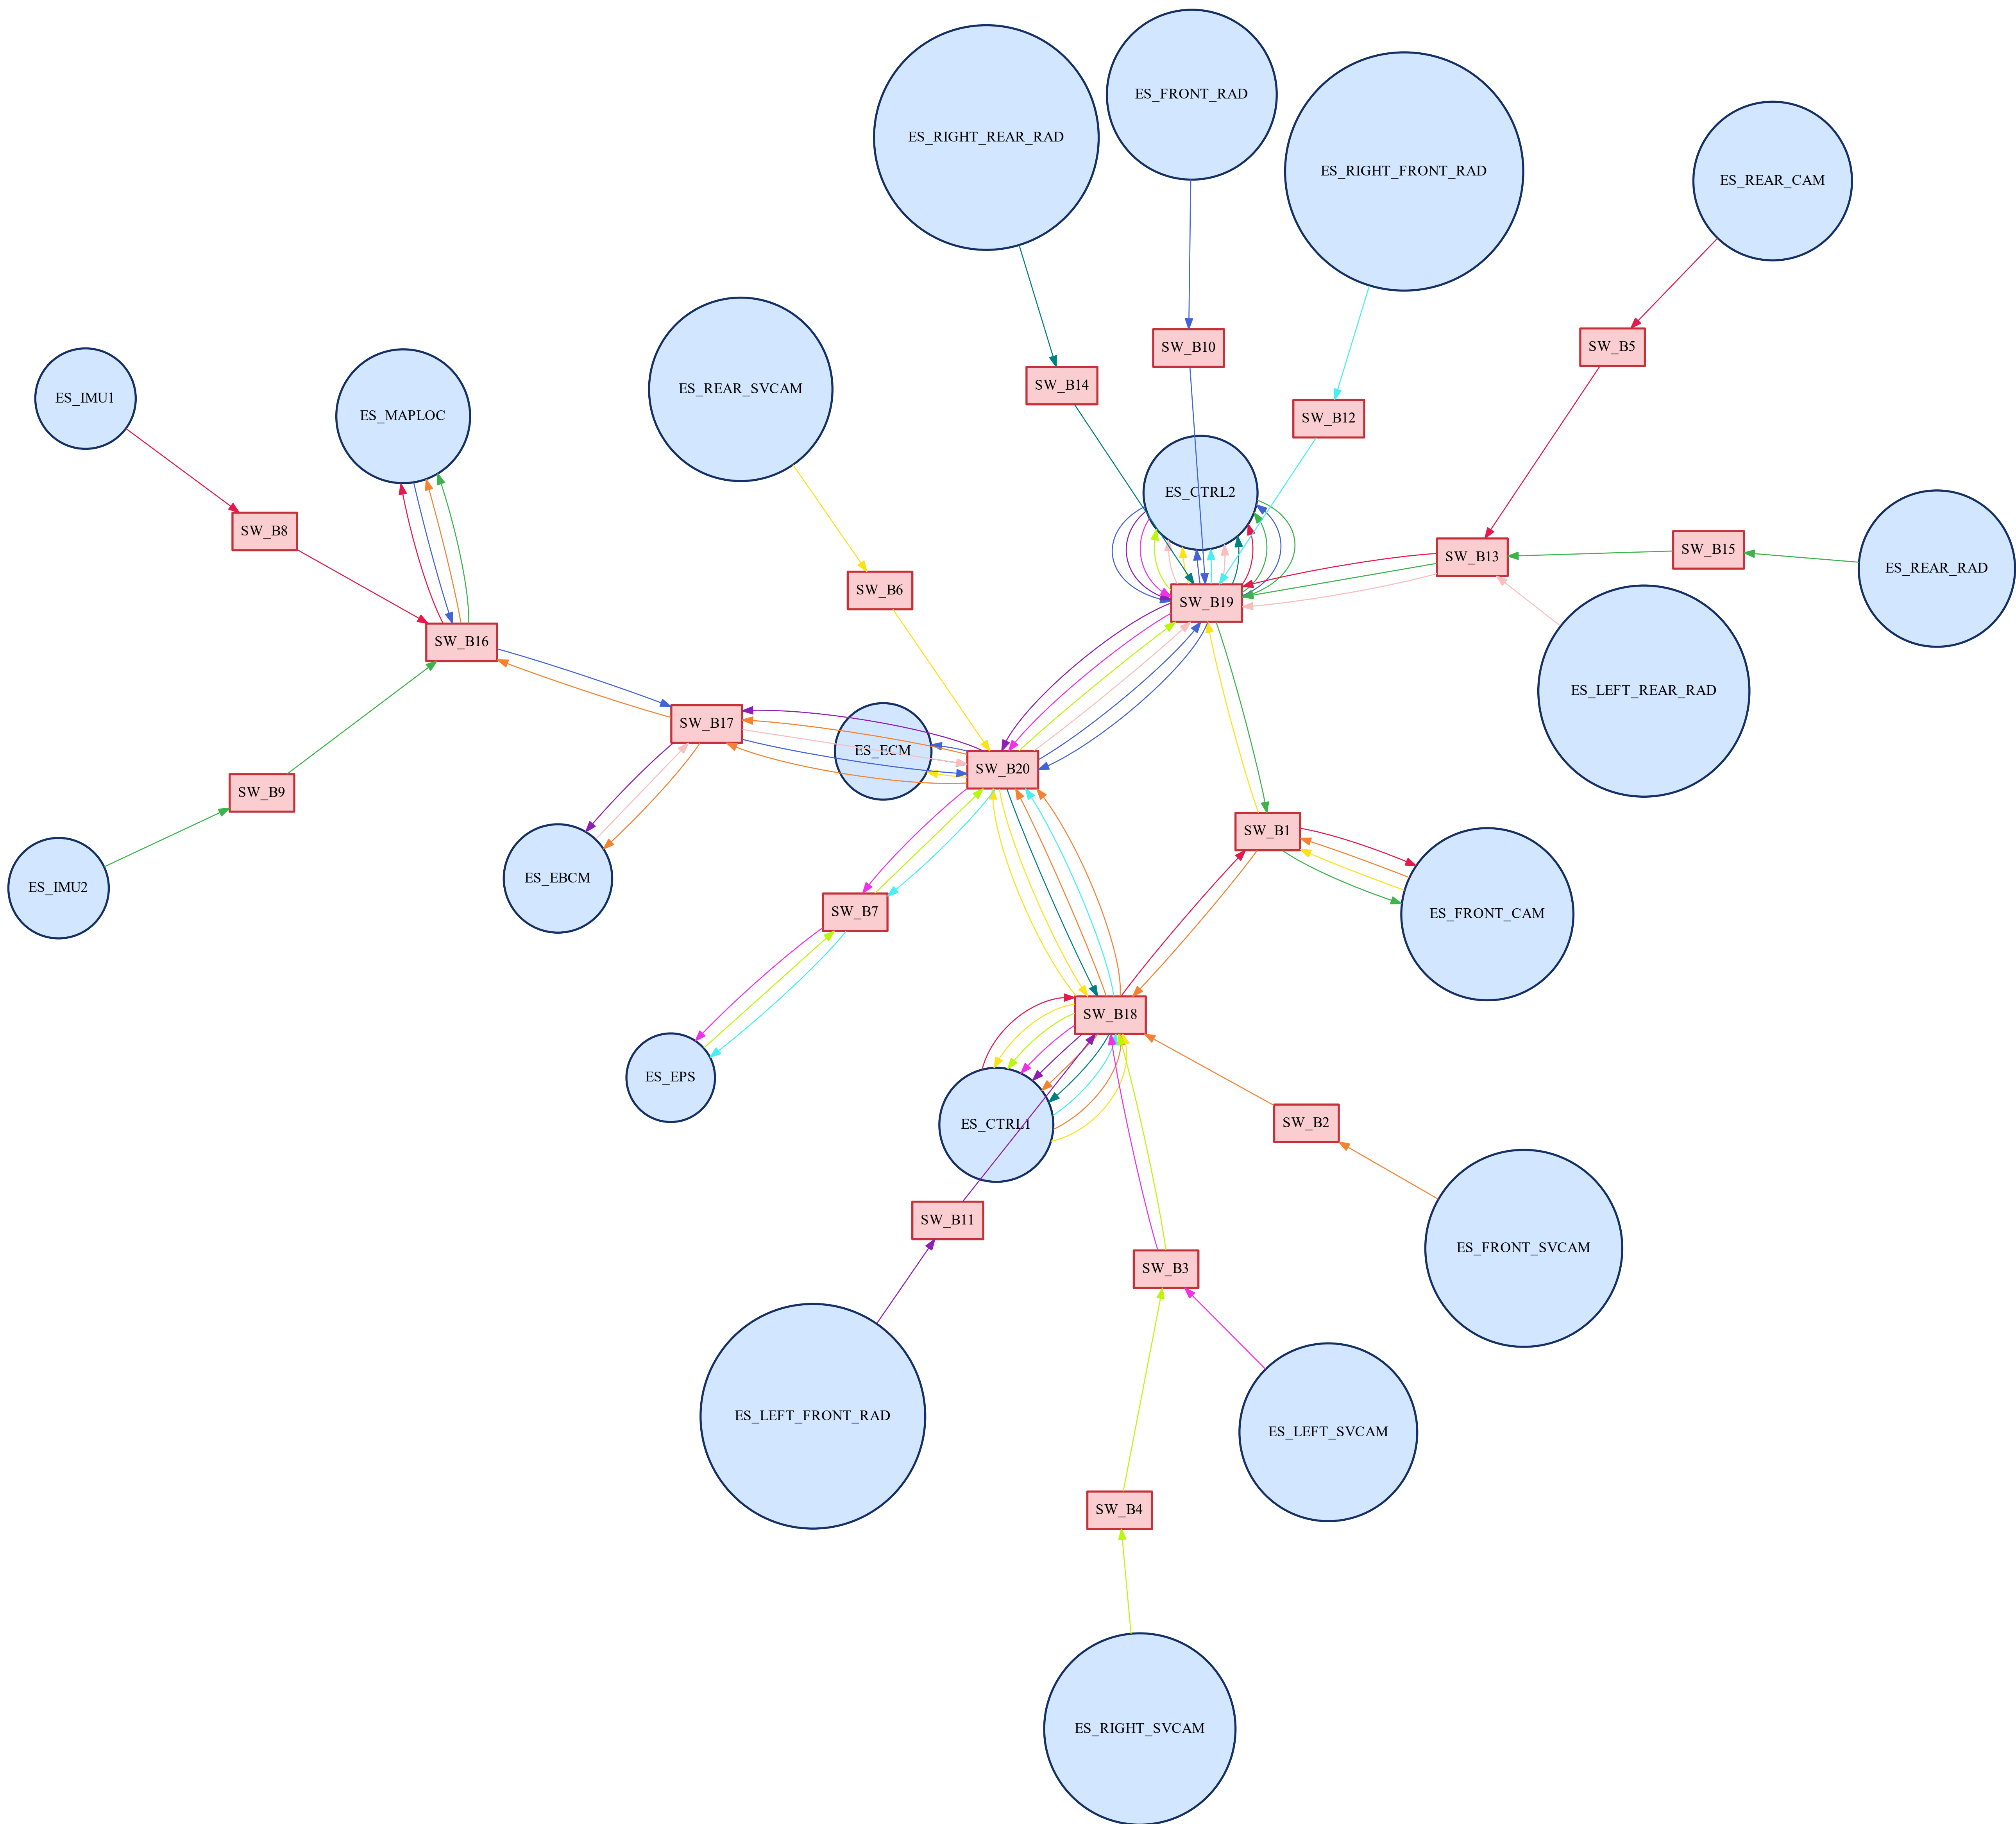 ES_FRONT_RAD
ES_RIGHT_REAR_RAD
ES_RIGHT_FRONT_RAD
ES_REAR_CAM
SW_B5
SW_B10
SW_B14
ES_REAR_SVCAM
ES_IMU1
ES_MAPLOC
SW_B12
ES_CTRL2
SW_B8
SW_B15
SW_B13
ES_REAR_RAD
SW_B6
SW_B19
SW_B16
ES_LEFT_REAR_RAD
SW_B17
ES_ECM
SW_B20
SW_B9
SW_B1
ES_EBCM
ES_IMU2
SW_B7
ES_FRONT_CAM
SW_B18
ES_EPS
SW_B2
ES_CTRL1
SW_B11
ES_FRONT_SVCAM
SW_B3
ES_LEFT_FRONT_RAD
ES_LEFT_SVCAM
SW_B4
ES_RIGHT_SVCAM